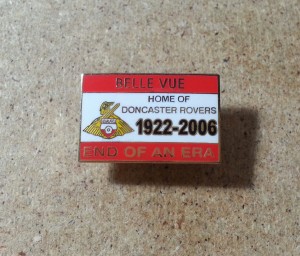 BELLE VUE
HOME OF
DONCASTER ROVERS
1922-2006
END OF AN ERA